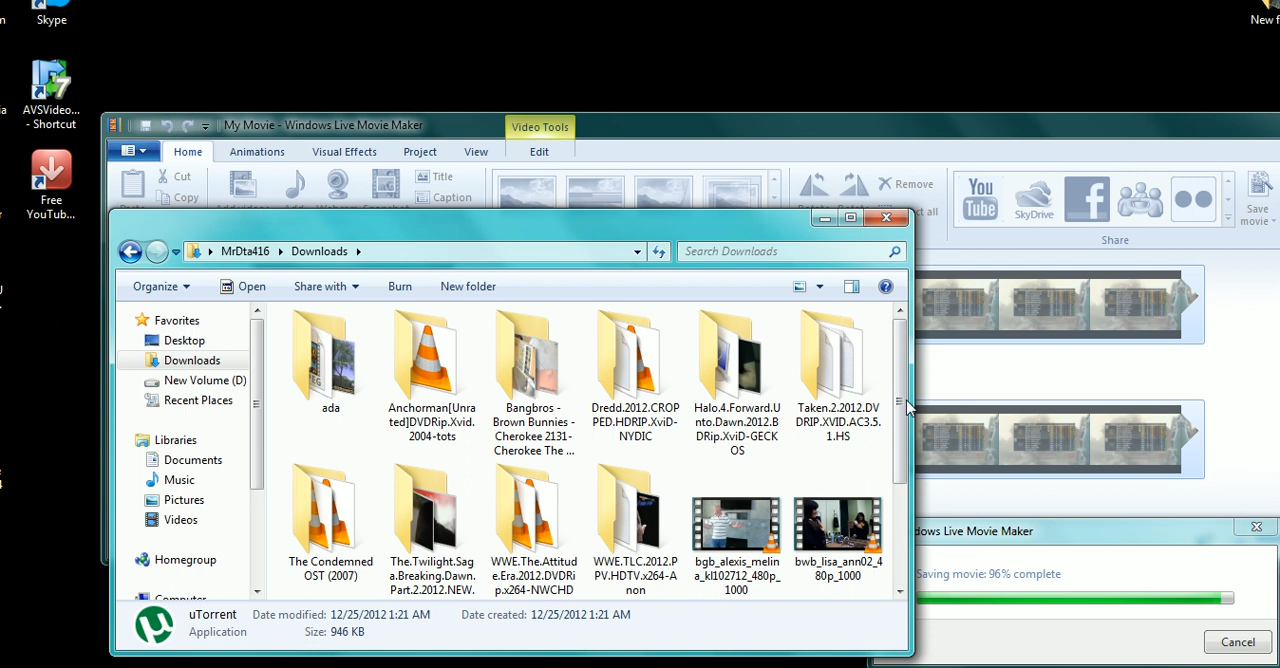 Skype
New f
AVSVideo...
- Shortcut
Free
YouTub...
My Movie - Windows Live Movie Maker
Video Tools
Home
Animations
Visual Effects
Project
View
Edit
Cut
Copy
Title
Caption
Remove
You
Tube
SkyDrive
Save
movie
Share
MrDta416
Downloads
Search Downloads
Organize
Open
Share with
Burn
New folder
Favorites
Desktop
Downloads
New Volume (D)
Recent Places
Libraries
Documents
Music
Pictures
Videos
Homegroup
Computer
ada
Anchorman[Unra
ted]DVDRip.Xvid.
2004-tots
Bangbros -
Brown Bunnies -
Cherokee 2131-
Cherokee The ...
Dredd.2012.CROP
PED.HDRIP.XviD-
NYDIC
Halo.4.Forward.U
nto.Dawn.2012.B
DRip.XviD-GECK
OS
Taken.2.2012.DV
DRIP.XVID.AC3.5.
1.HS
The Condemned
OST (2007)
The.Twilight.Sag
a.Breaking.Dawn.
Part.2.2012.NEW.
WWE.The.Attitud
e.Era.2012.DVDRi
p.x264-NWCHD
WWE.TLC.2012.P
PV.HDTV.x264-A
non
bgb_alexis_melin
a_kl102712_480p_
1000
bwb_lisa_ann02_4
80p_1000
uTorrent
Application
Date modified: 12/25/2012 1:21 AM
Size: 946 KB
Date created: 12/25/2012 1:21 AM
dows Live Movie Maker
Saving movie: 96% complete
Cancel